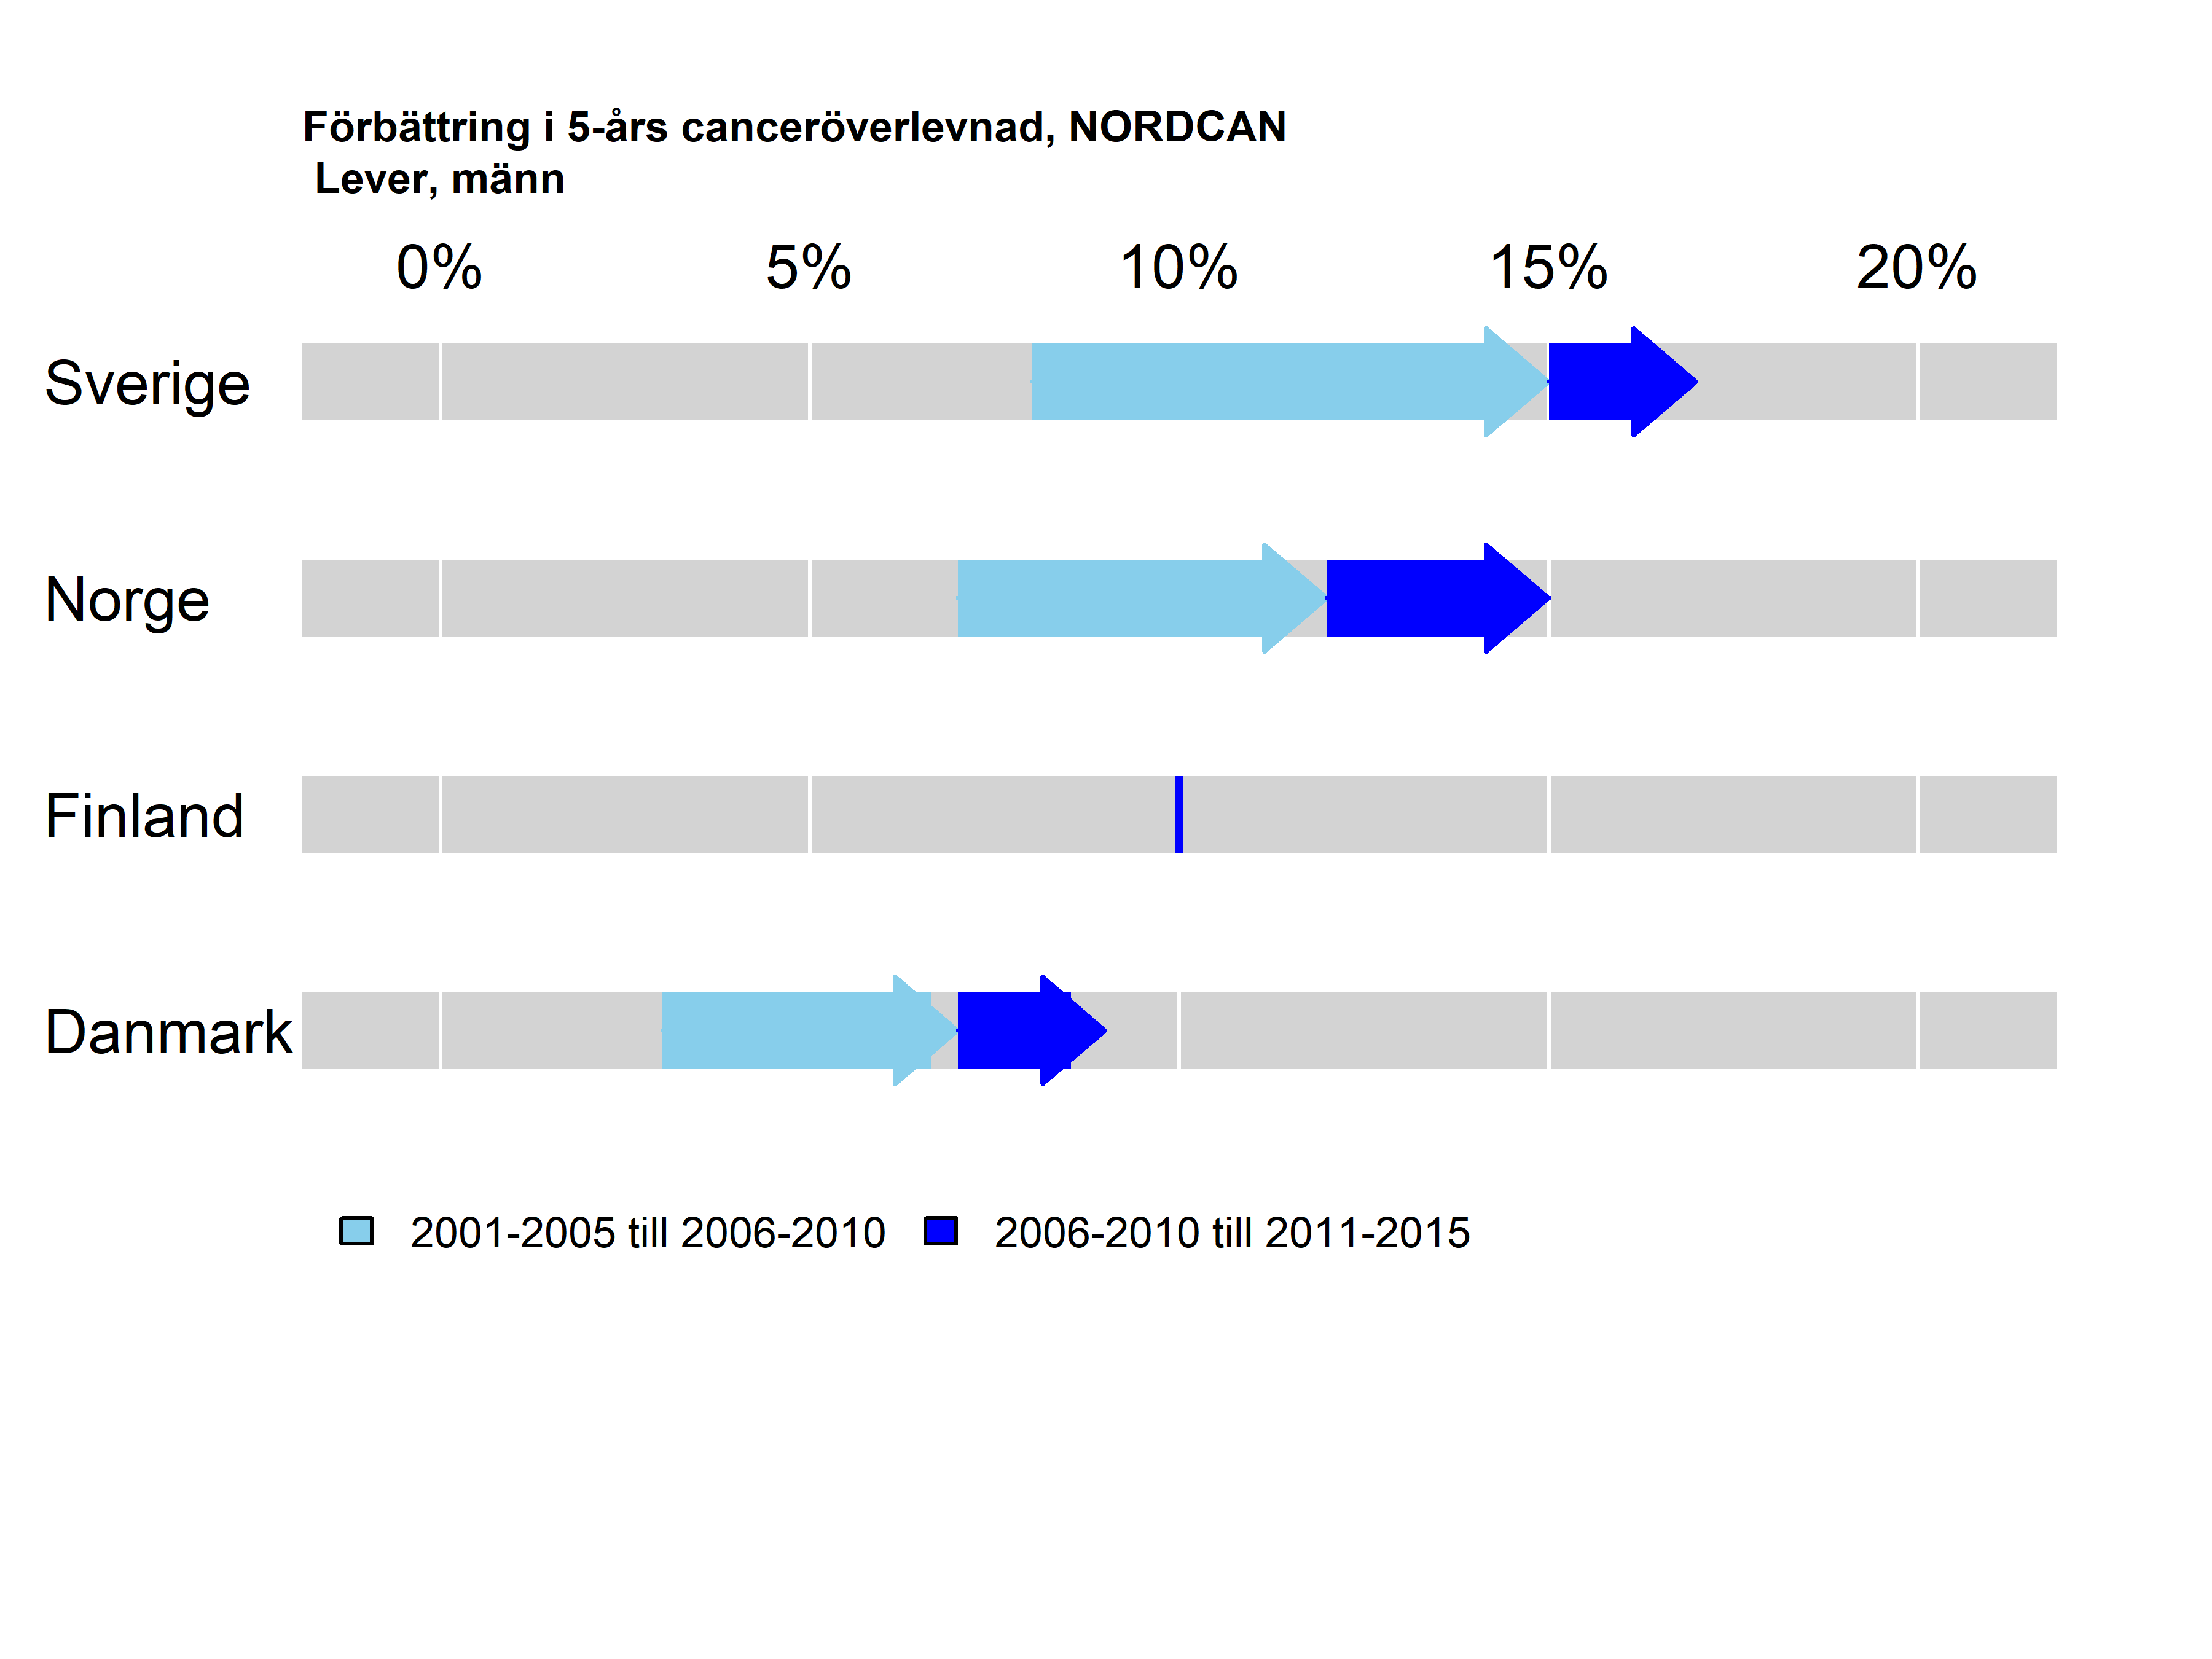 Förbättring i 5-års canceröverlevnad, NORDCAN
Lever, männ
0% 5% 10% 15% 20%
Sverige
Norge
Finland
Danmark
2001-2005 till 2006-2010 2006-2010 till 2011-2015